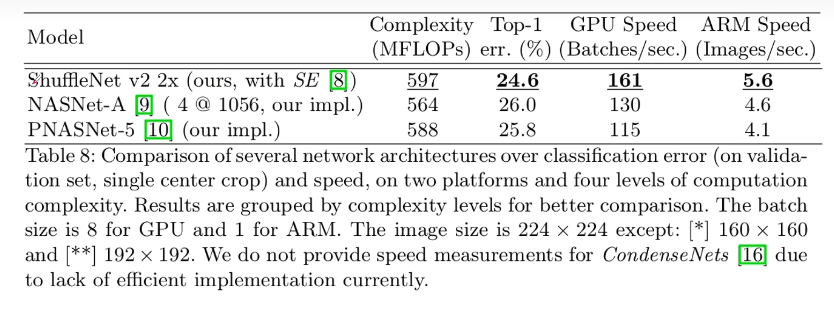 Model Complexity (MFLOPs) Top-1 err. (%) GPU Speed (Batches/sec.) ARM Speed (Images/sec.)
ShuffleNet v2 2x (ours, with SE [8]) 597 24.6 161 5.6
NASNet-A [9] ( 4 @ 1056, our impl.) 564 26.0 130 4.6
PNASNet-5 [10] (our impl.) 588 25.8 115 4.1
Table 8: Comparison of several network architectures over classification error (on valida-
tion set, single center crop) and speed, on two platforms and four levels of computation
complexity. Results are grouped by complexity levels for better comparison. The batch
size is 8 for GPU and 1 for ARM. The image size is 224 × 224 except: [*] 160 × 160
and [**] 192 × 192. We do not provide speed measurements for CondenseNets [16] due
to lack of efficient implementation currently.